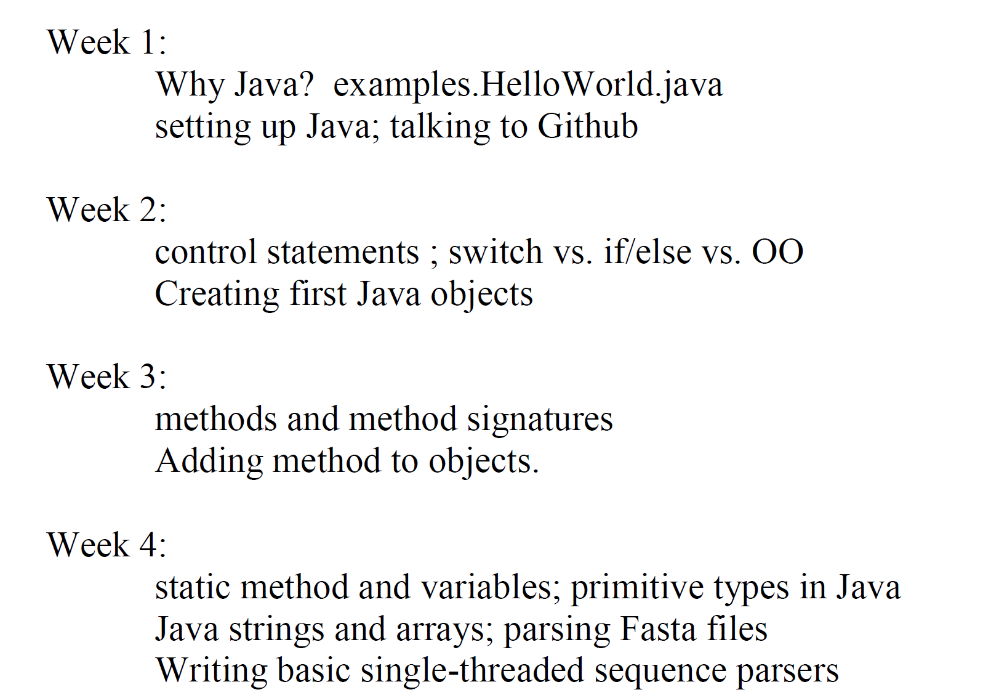 Week 1:
Why Java?  examples.HelloWorld.java
setting up Java; talking to Github
Week 2:
control statements ; switch vs. if/else vs. OO
Creating first Java objects
Week 3:
methods and method signatures
Adding method to objects.
Week 4:
static method and variables; primitive types in Java
Java strings and arrays; parsing Fasta files
Writing basic single-threaded sequence parsers